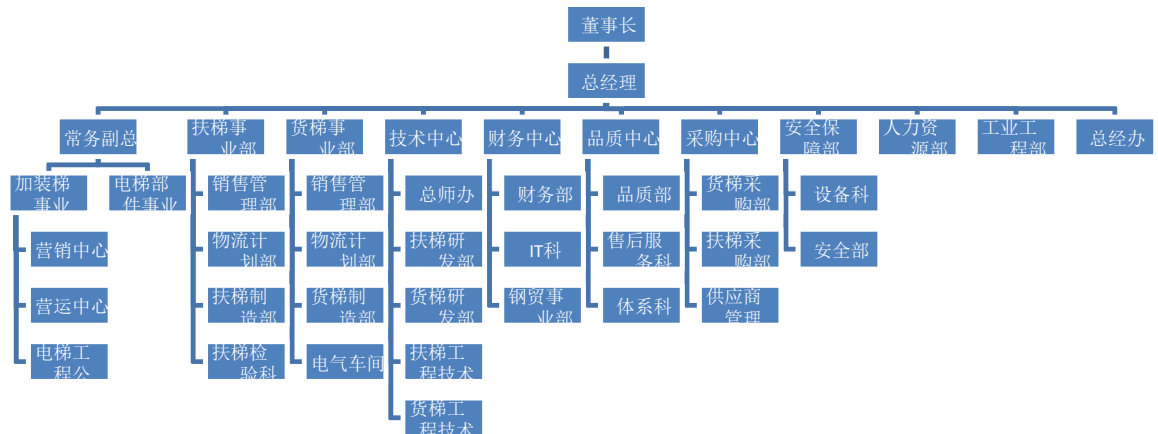 董事长
总经理
常务副总
扶梯事
业部
货梯事
业部
技术中心
财务中心
品质中心
采购中心
安全保
障部
人力资
源部
工业工
程部
总经办
加装梯
事业
电梯部
件事业
销售管
理部
销售管
理部
总师办
财务部
品质部
货梯采
购部
设备科
营销中心
物流计
划部
物流计
划部
扶梯研
发部
IT科
售后服
务科
扶梯采
购部
安全部
营运中心
扶梯制
造部
货梯制
造部
货梯研
发部
钢贸事
业部
体系科
供应商
管理
电梯工
程公
扶梯检
验科
电气车间
扶梯工
程技术
货梯工
程技术